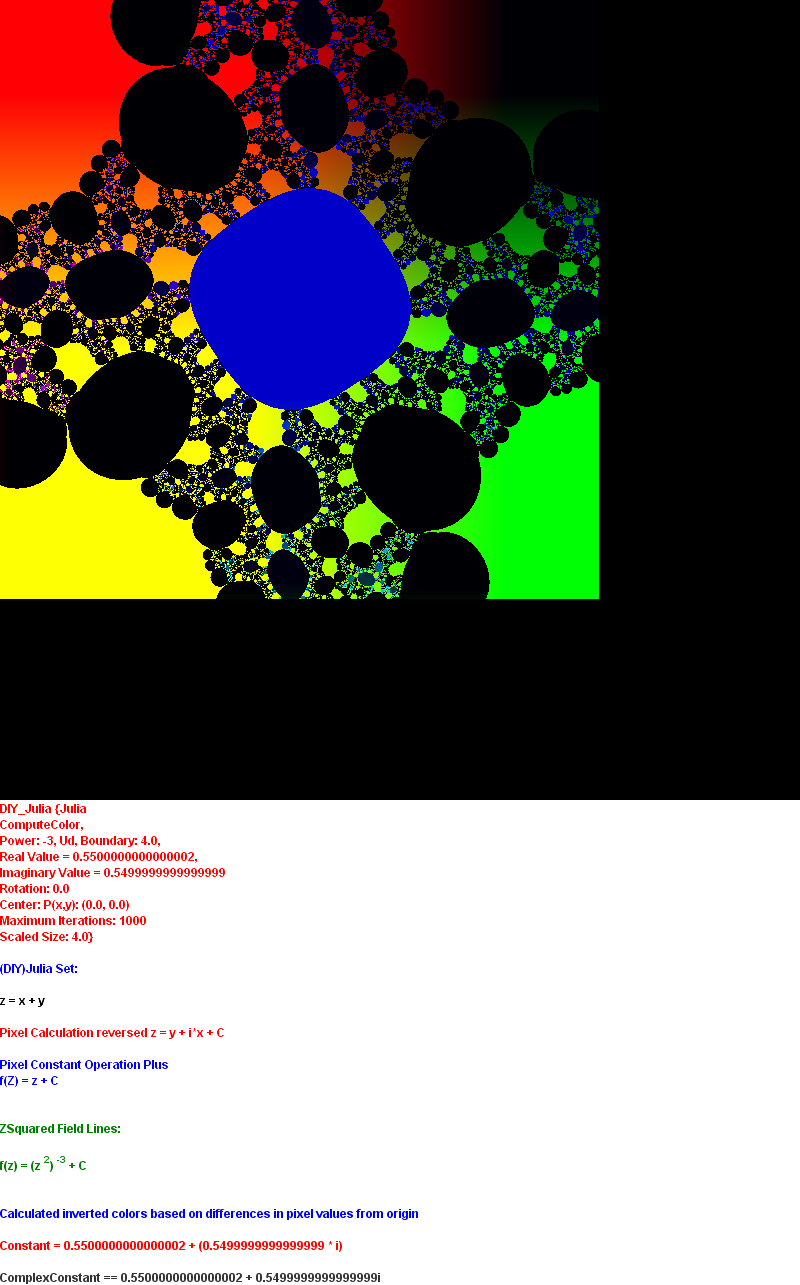 DIY_Julia {Julia
ComputeColor,
Power: -3, Ud, Boundary: 4.0,
Real Value = 0.5500000000000002,
Imaginary Value = 0.5499999999999999
Rotation: 0.0
Center: P(x,y): (0.0, 0.0)
Maximum Iterations: 1000
Scaled Size: 4.0}
(DIY)Julia Set:
z = x + y
Pixel Calculation reversed z = y + i*x + C
Pixel Constant Operation Plus
f(Z) = z + C
ZSquared Field Lines:
f(z) = (z 2) -3 + C
Calculated inverted colors based on differences in pixel values from origin
Constant = 0.5500000000000002 + (0.5499999999999999 * i)
ComplexConstant == 0.5500000000000002 + 0.5499999999999999i